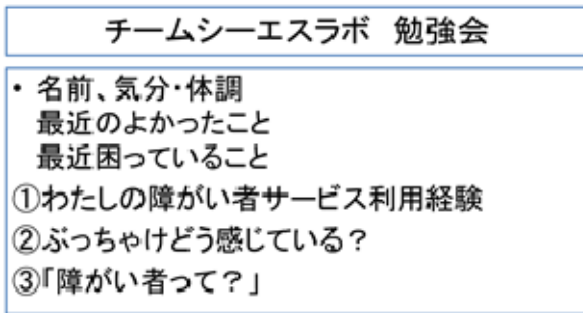 チームシーエスラボ 勉強会
・ 名前、気分・体調
最近のよかったこと
最近困っていること
①わたしの障がい者サービス利用経験
②ぶっちゃけどう感じている？
③「障がい者って？」